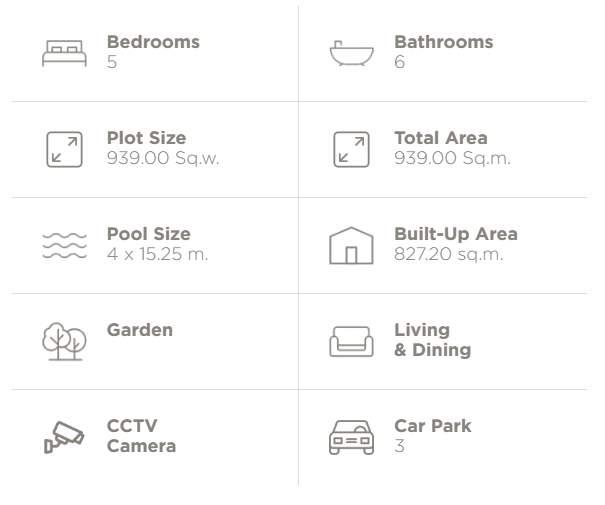 Bedrooms
5
Bathrooms
6
Plot Size
939.00 Sq.w.
Total Area
939.00 Sq.m.
Pool Size
4 x 15.25 m.
Built-Up Area
827.20 sq.m.
Garden
Living
& Dining
CCTV
Camera
Car Park
3